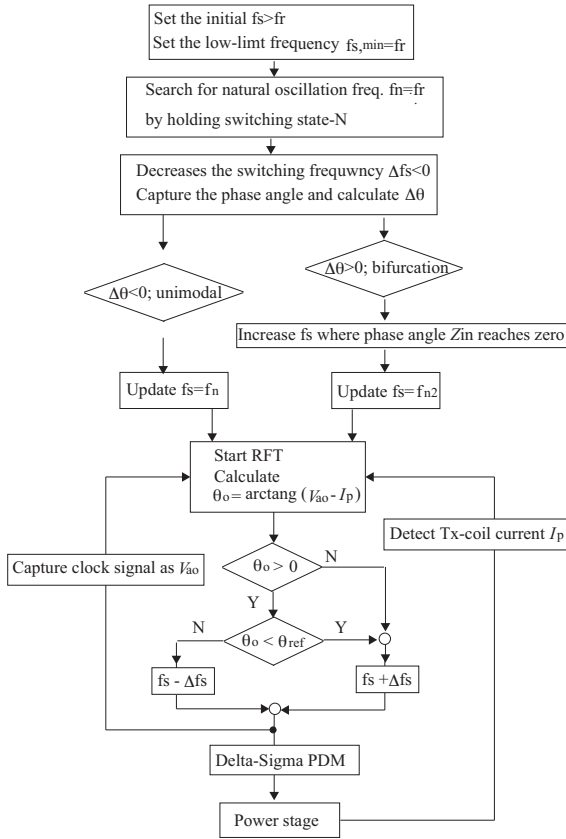 Set the initial fs>fr
Set the low-limt frequency fs,min=fr
Search for natural oscillation freq. fn=fr
by holding switching state-N
Decreases the switching frequwncy Δfs<0
Capture the phase angle and calculate Δθ
Δθ<0; unimodal
Δθ>0; bifurcation
Increase fs where phase angle Zin reaches zero
Update fs=fn
Update fs=fn2
Start RFT
Calculate
θo = arctang (Vao - Ip)
Capture clock signal as Vao
Detect Tx-coil current Ip
θo > 0
N
Y
N
θo < θref
Y
fs - Δfs
fs +Δfs
Delta-Sigma PDM
Power stage